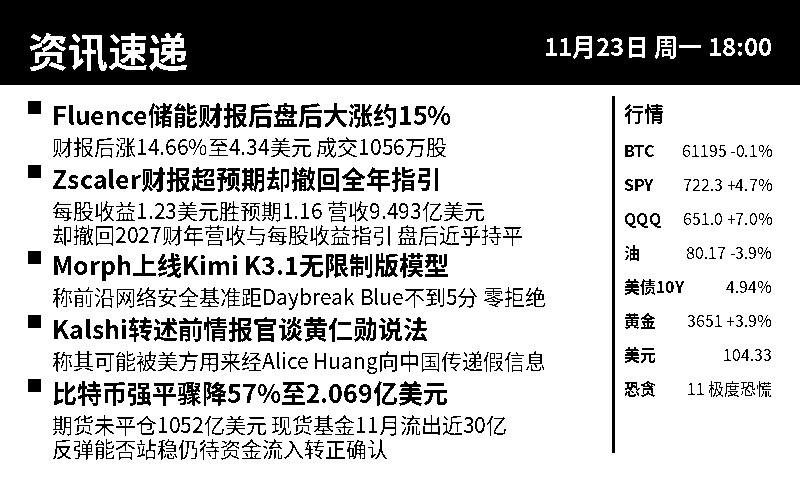 资讯速递
11月23日 周一 18:00
Fluence储能财报后盘后大涨约15%
财报后涨14.66%至4.34美元 成交1056万股
Zscaler财报超预期却撤回全年指引
每股收益1.23美元胜预期1.16 营收9.493亿美元
却撤回2027财年营收与每股收益指引 盘后近乎持平
Morph上线Kimi K3.1无限制版模型
称前沿网络安全基准距Daybreak Blue不到5分 零拒绝
Kalshi转述前情报官谈黄仁勋说法
称其可能被美方用来经Alice Huang向中国传递假信息
比特币强平骤降57%至2.069亿美元
期货未平仓1052亿美元 现货基金11月流出近30亿
反弹能否站稳仍待资金流入转正确认
行情
BTC 61195 -0.1%
SPY 722.3 +4.7%
QQQ 651.0 +7.0%
油 80.17 -3.9%
美债10Y 4.94%
黄金 3651 +3.9%
美元 104.33
恐贪 11 极度恐慌